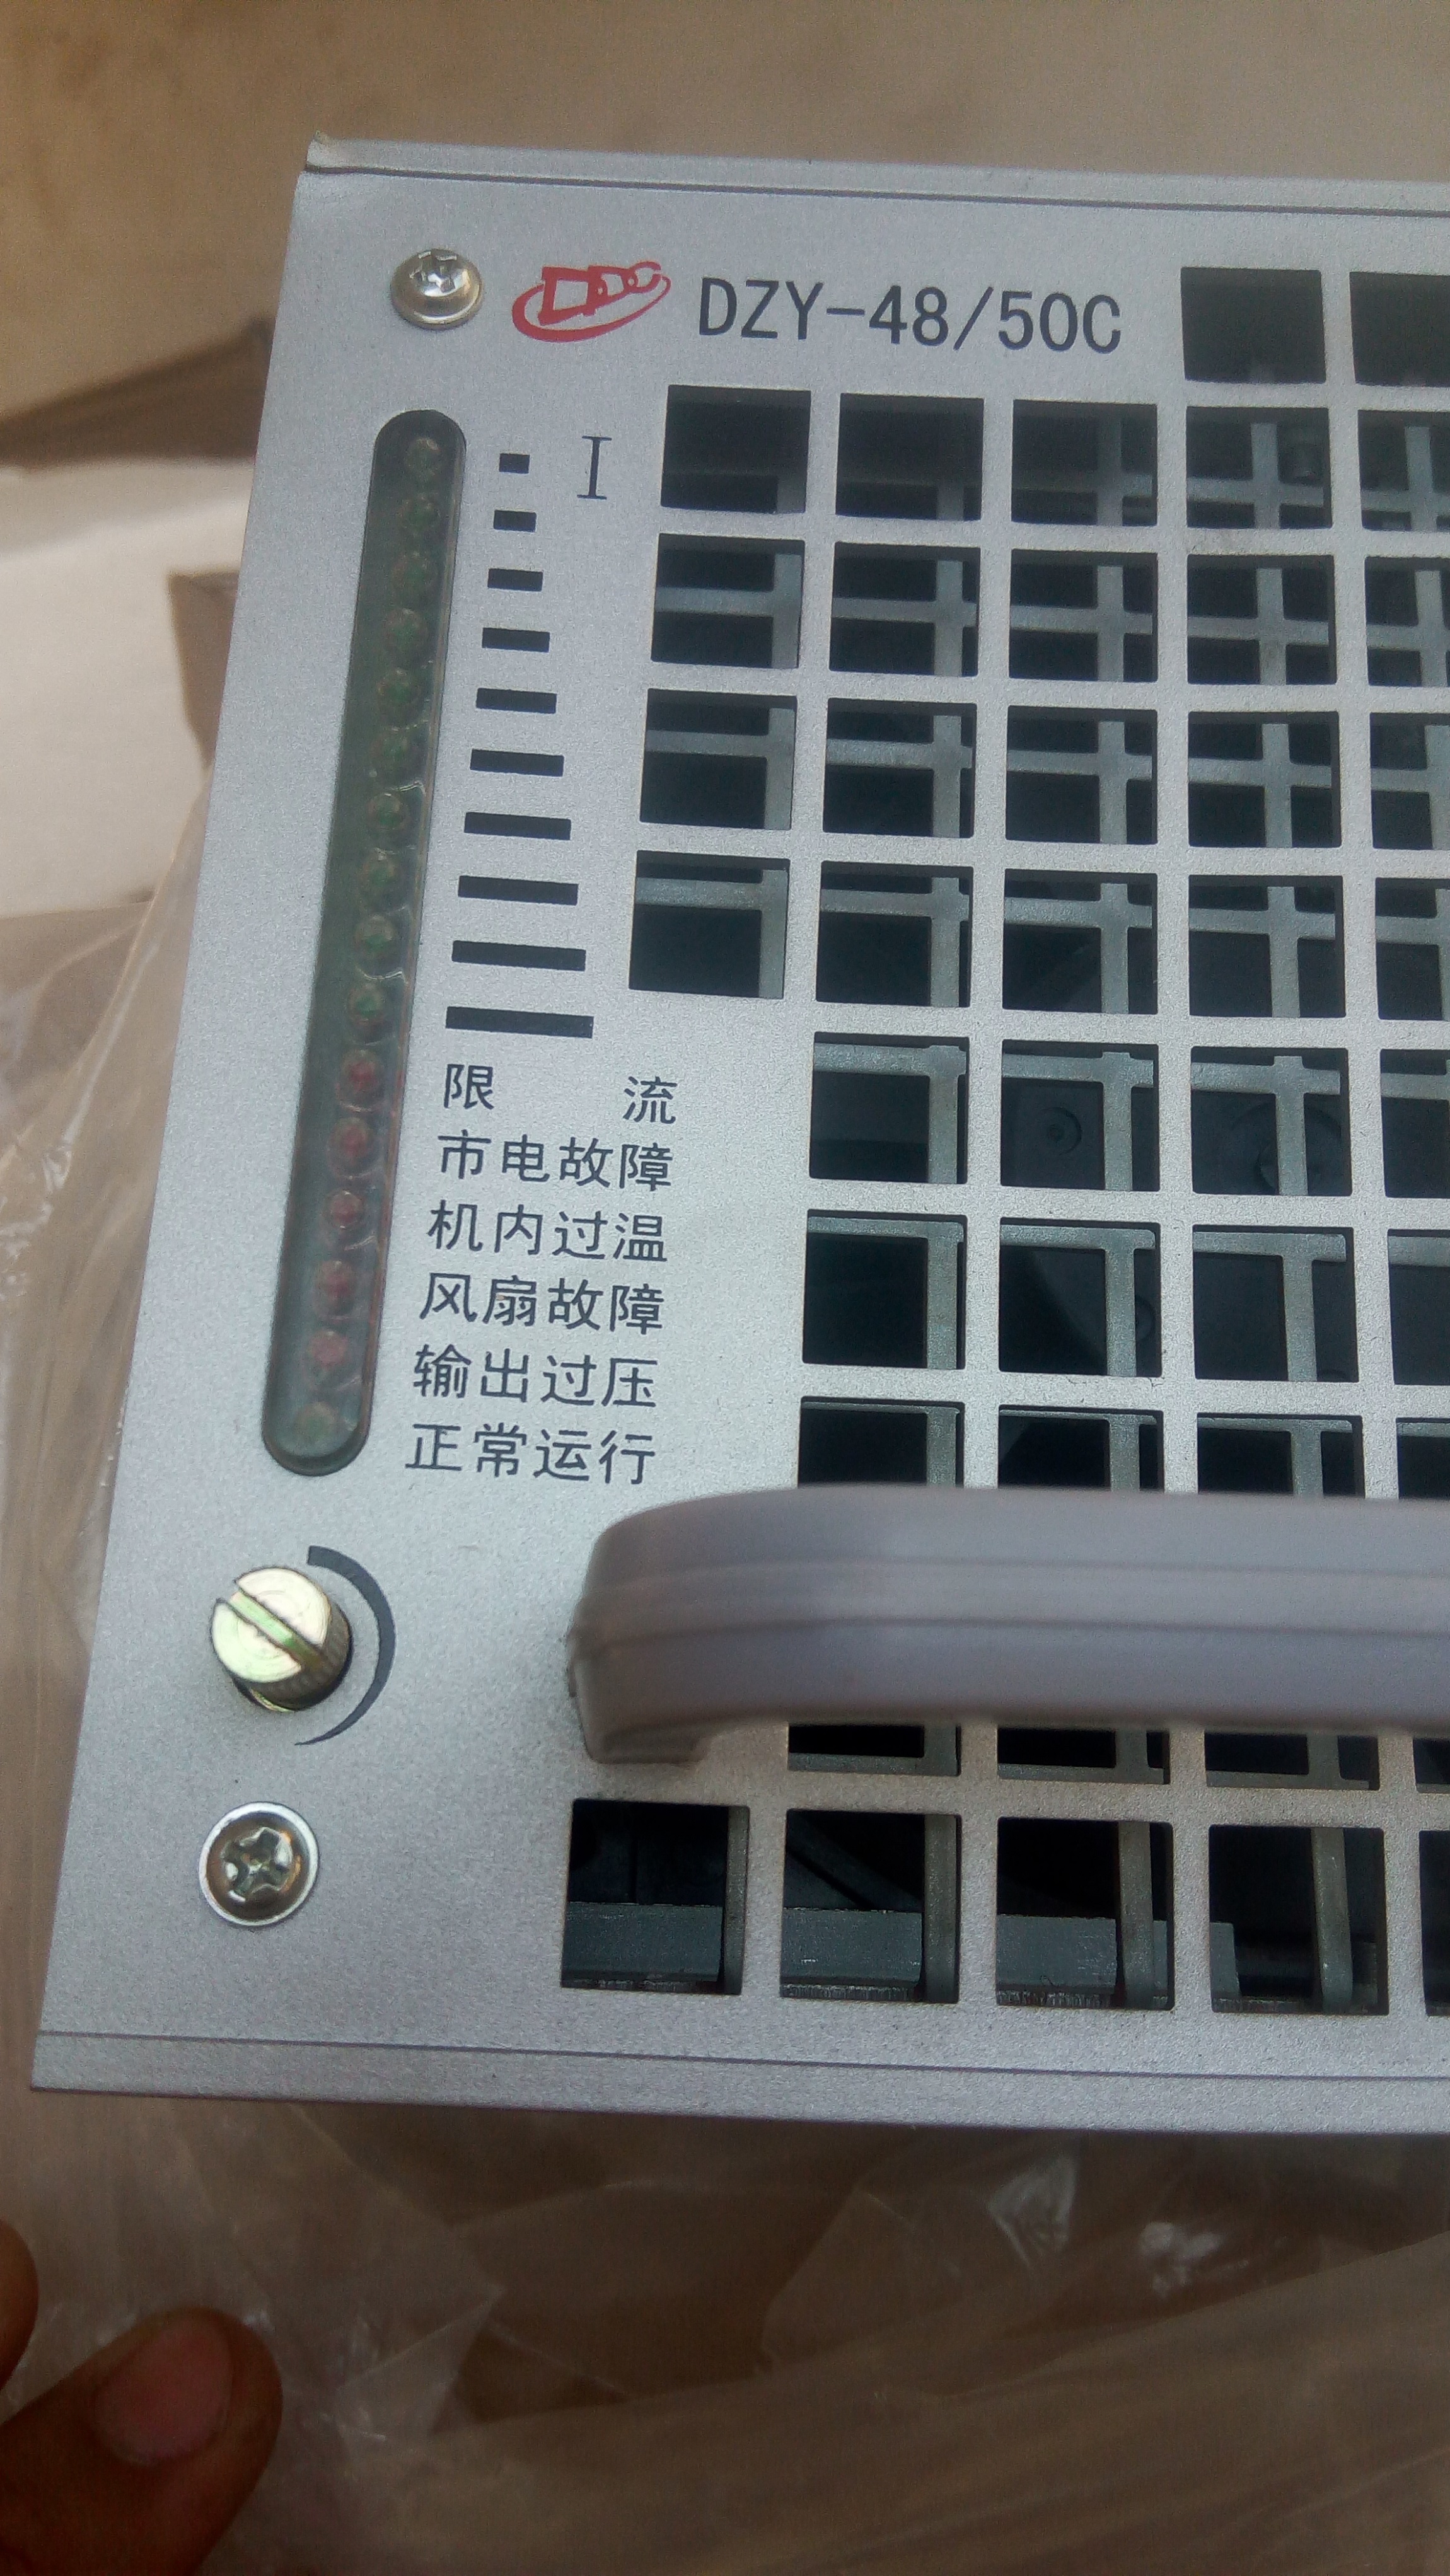 DPC DZY-48/50C
I
限 流
市电故障
机内过温
风扇故障
输出过压
正常运行